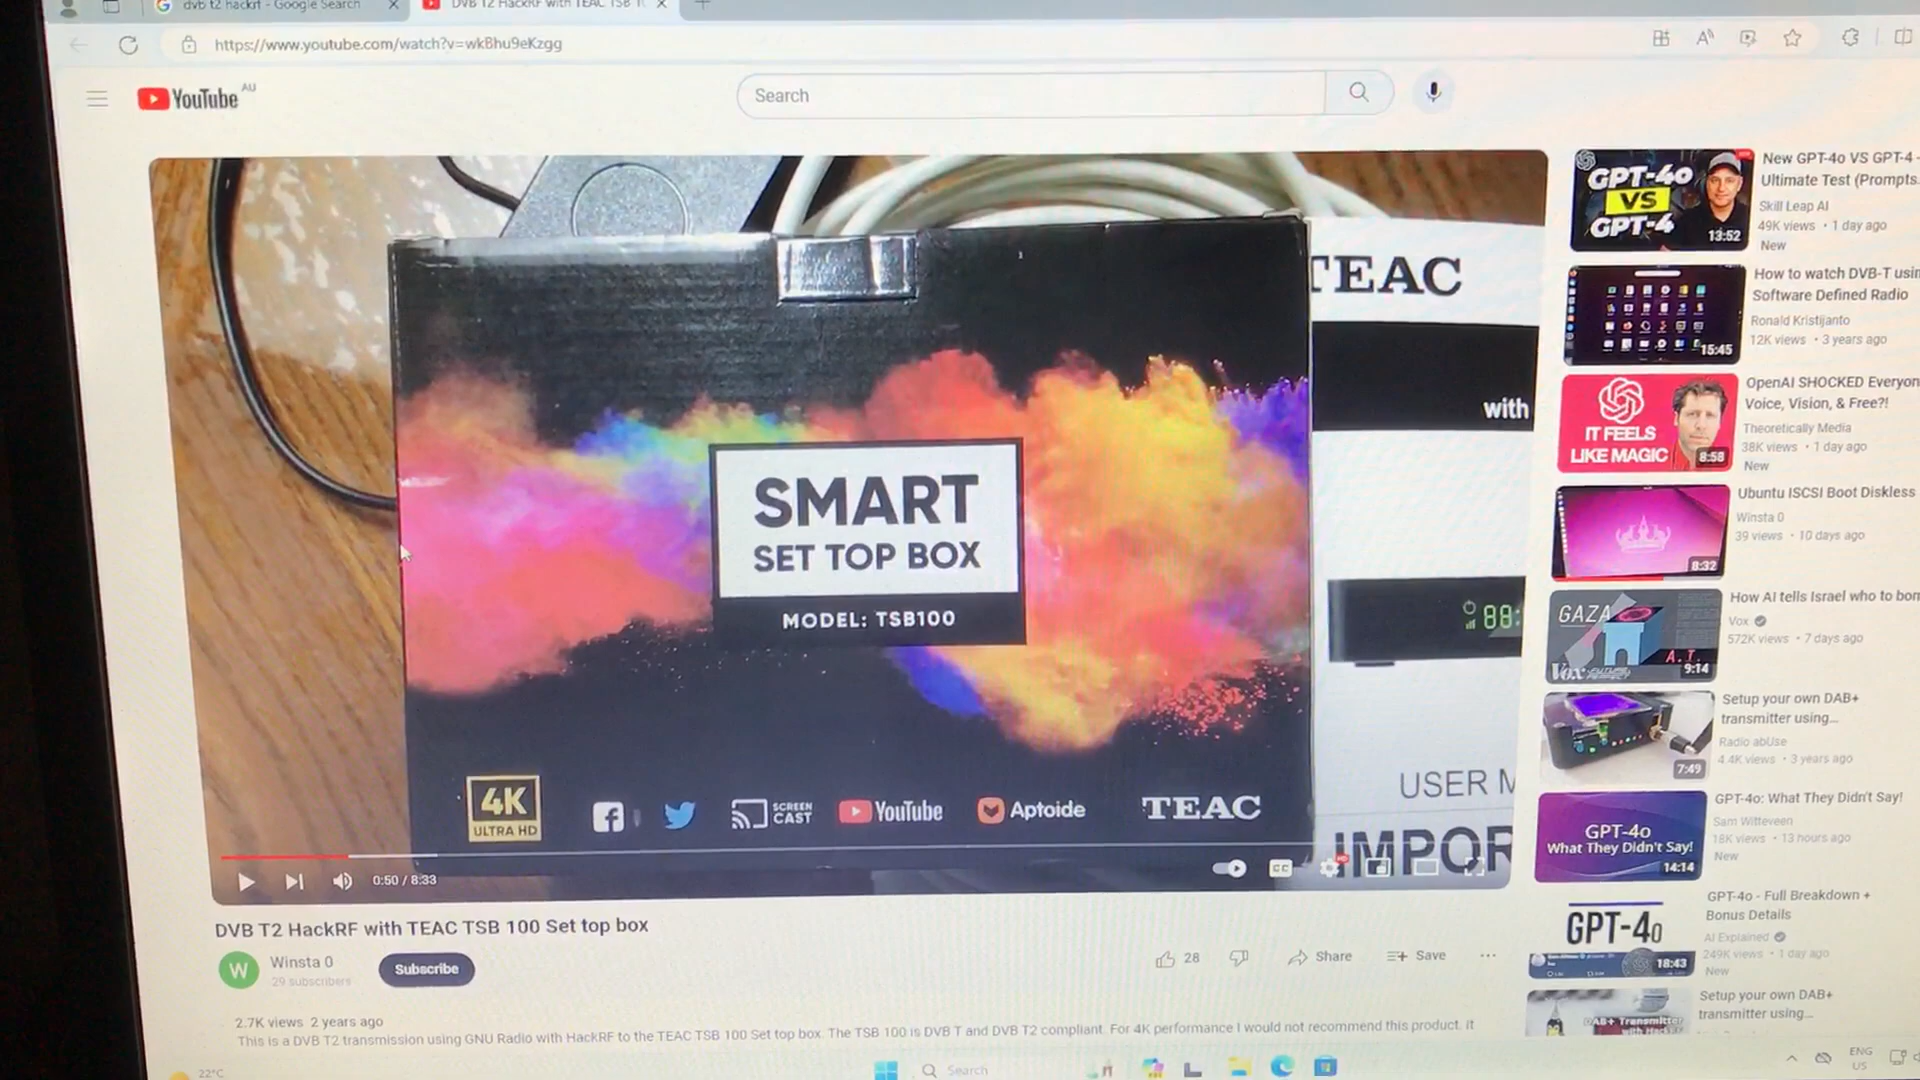 dvb t2 hackrf - Google Search
DVB T2 HackRF with TEAC TSB 1
https://www.youtube.com/watch?v=wkBhu9eKzgg
YouTube AU
Search
TEAC
with
SMART
SET TOP BOX
MODEL: TSB100
88:
USER M
IMPOR
4K
ULTRA HD
SCREEN
CAST
YouTube
Aptoide
TEAC
0:50 / 8:33
CC
HD
DVB T2 HackRF with TEAC TSB 100 Set top box
W
Winsta 0
29 subscribers
Subscribe
28
Share
Save
2.7K views 2 years ago
This is a DVB T2 transmission using GNU Radio with HackRF to the TEAC TSB 100 Set top box. The TSB 100 is DVB T and DVB T2 compliant. For 4K performance I would not recommend this product. It
GPT-4o
VS
GPT-4
13:52
New GPT-4o VS GPT-4 -
Ultimate Test (Prompts
Skill Leap AI
49K views • 1 day ago
New
15:45
How to watch DVB-T usin
Software Defined Radio
Ronald Kristijanto
12K views • 3 years ago
IT FEELS
LIKE MAGIC
8:58
OpenAI SHOCKED Everyon
Voice, Vision, & Free?!
Theoretically Media
38K views • 1 day ago
New
8:32
Ubuntu ISCSI Boot Diskless
Winsta 0
39 views • 10 days ago
GAZA
A.I.
Vox
9:14
How AI tells Israel who to bom
Vox
572K views • 7 days ago
7:49
Setup your own DAB+
transmitter using...
Radio abUse
4.4K views • 3 years ago
GPT-4o
What They Didn't Say!
14:14
GPT-4o: What They Didn't Say!
Sam Witteveen
18K views • 13 hours ago
New
GPT-4o
18:43
GPT-4o - Full Breakdown +
Bonus Details
AI Explained
249K views • 1 day ago
New
DAB+ Transmitter
with HackRF
Setup your own DAB+
transmitter using...
22°C
Search
ENG
US